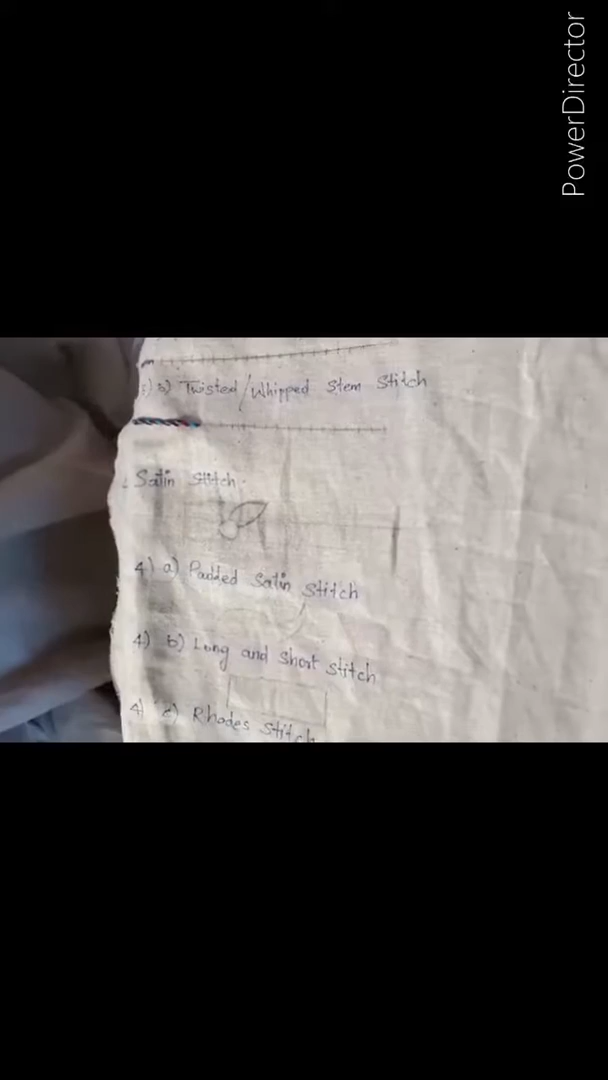 PowerDirector
3) a) Twisted/Whipped Stem Stitch
Satin Stitch.
4) a) Padded Satin Stitch
4) b) Long and Short Stitch
4) c) Rhodes Stitch